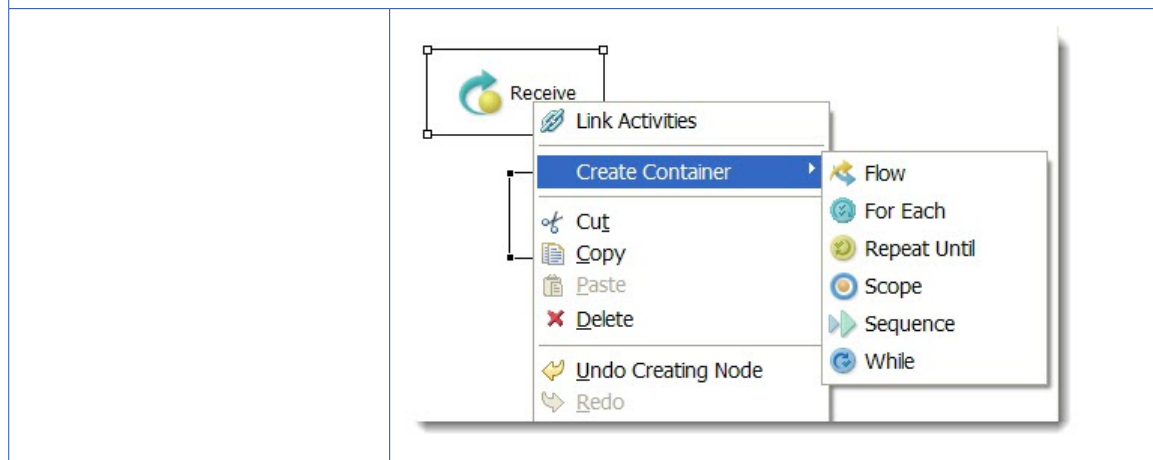 Receive
Link Activities
Create Container
Cut
Copy
Paste
Delete
Undo Creating Node
Redo
Flow
For Each
Repeat Until
Scope
Sequence
While